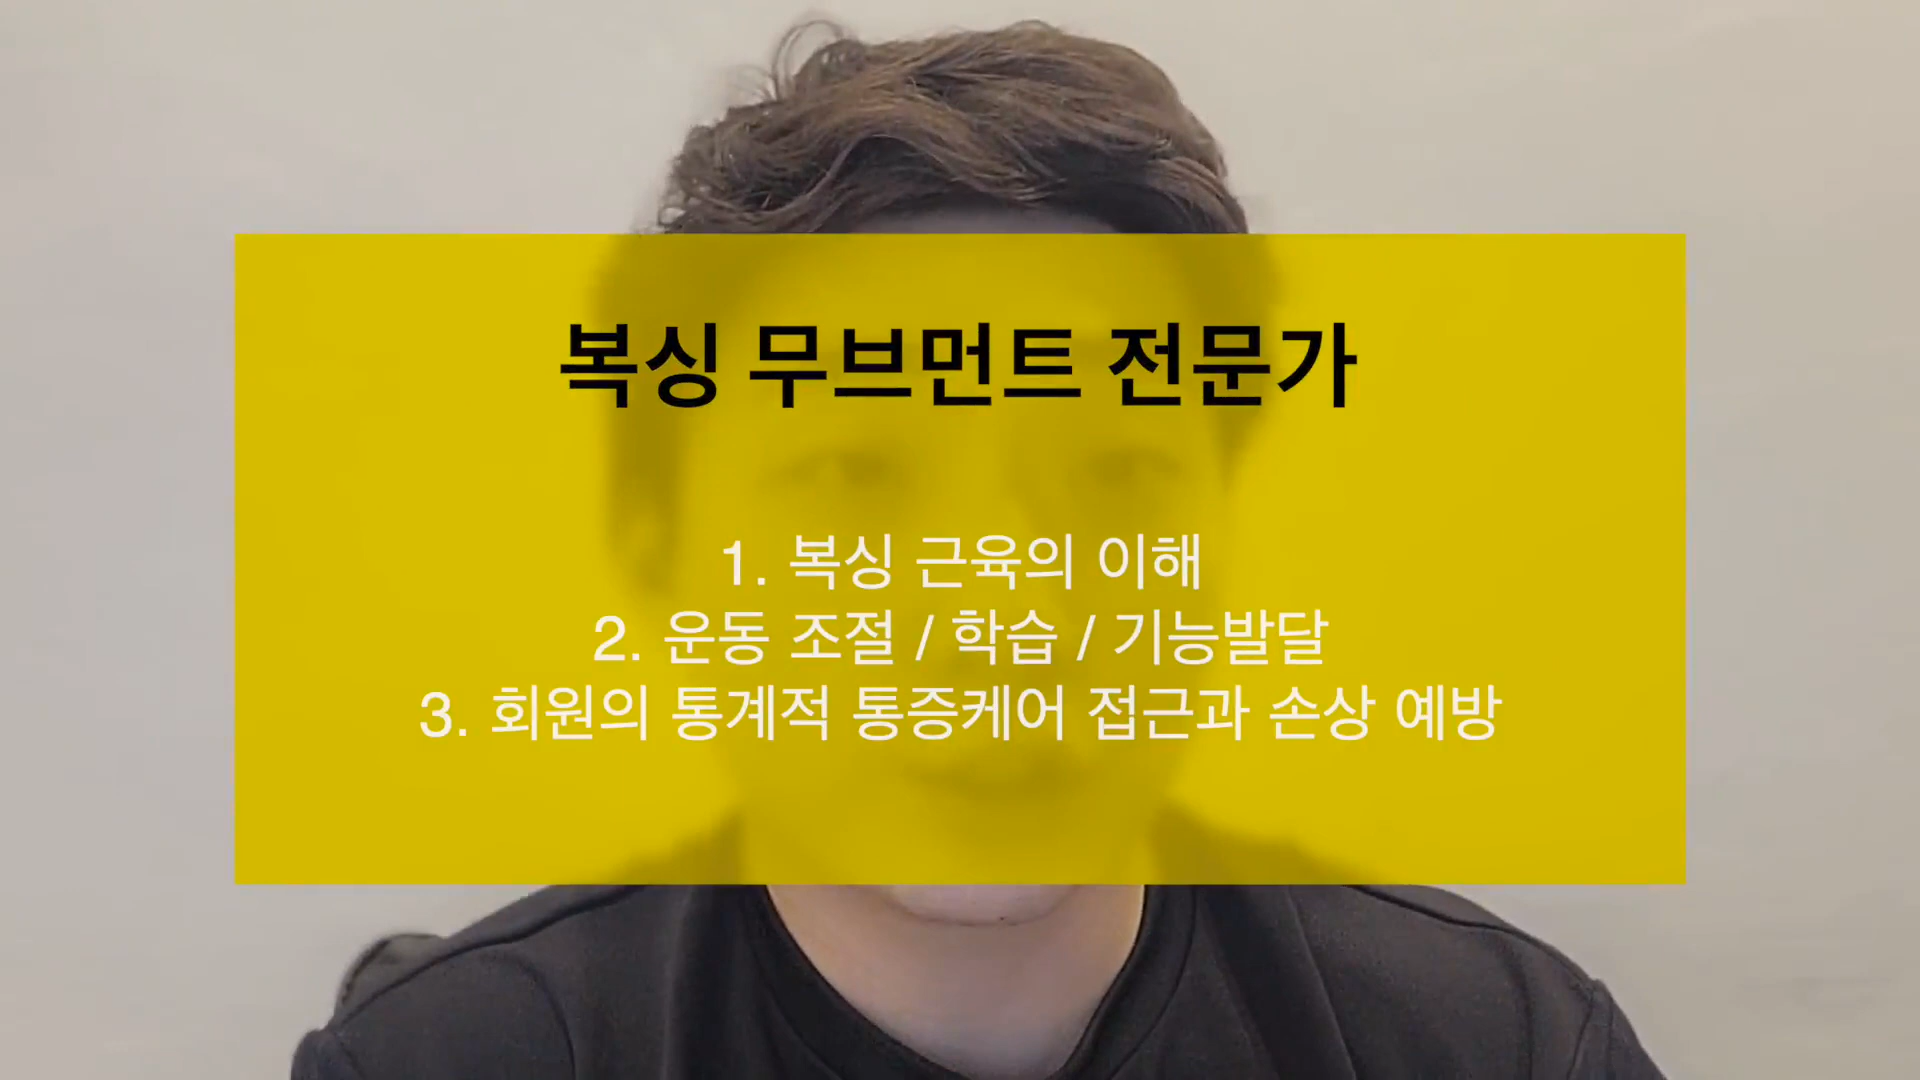 복싱 무브먼트 전문가
1. 복싱 근육의 이해
2. 운동 조절 / 학습 / 기능발달
3. 회원의 통계적 통증케어 접근과 손상 예방